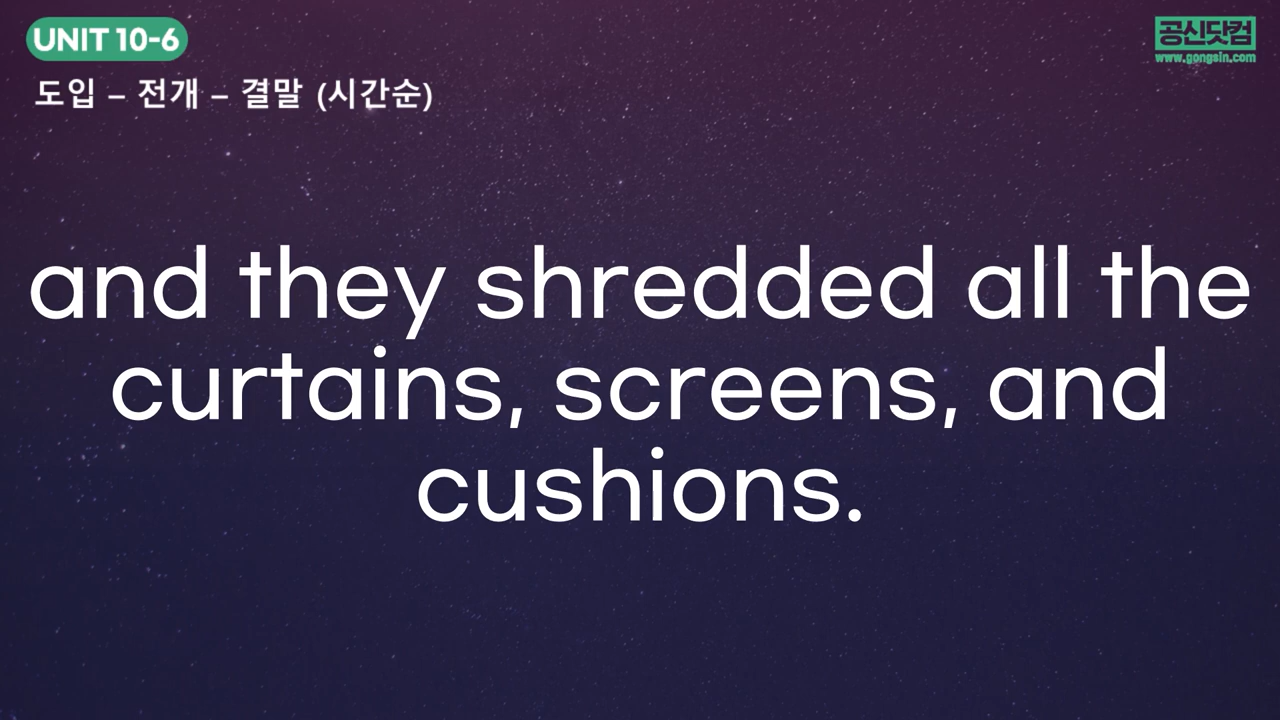 UNIT 10-6
공신닷컴
www.gongsin.com
도입 – 전개 – 결말 (시간순)
and they shredded all the
curtains, screens, and
cushions.